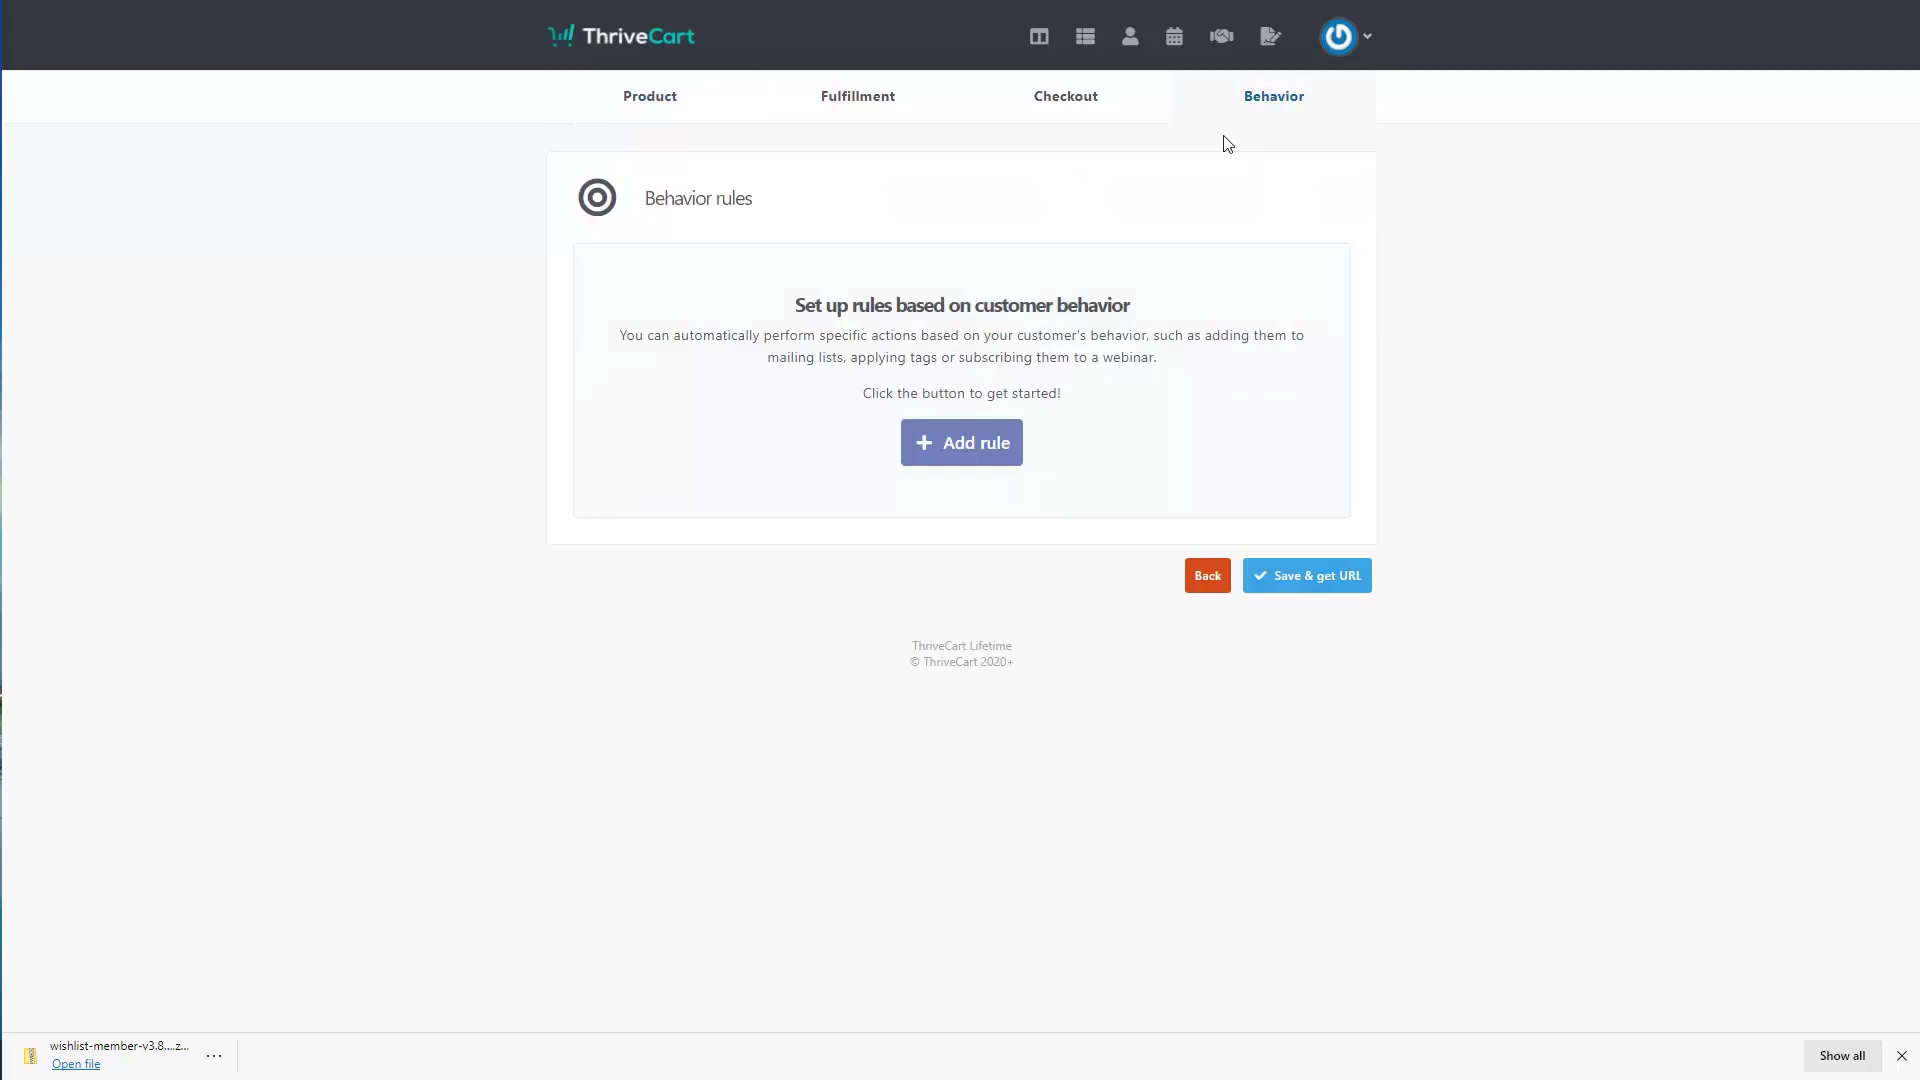 ThriveCart
Product
Fulfillment
Checkout
Behavior
Behavior rules
Set up rules based on customer behavior
You can automatically perform specific actions based on your customer's behavior, such as adding them to
mailing lists, applying tags or subscribing them to a webinar.
Click the button to get started!
+ Add rule
Back
Save & get URL
ThriveCart Lifetime
© ThriveCart 2020+
wishlist-member-v3.8....z...
Open file
...
Show all